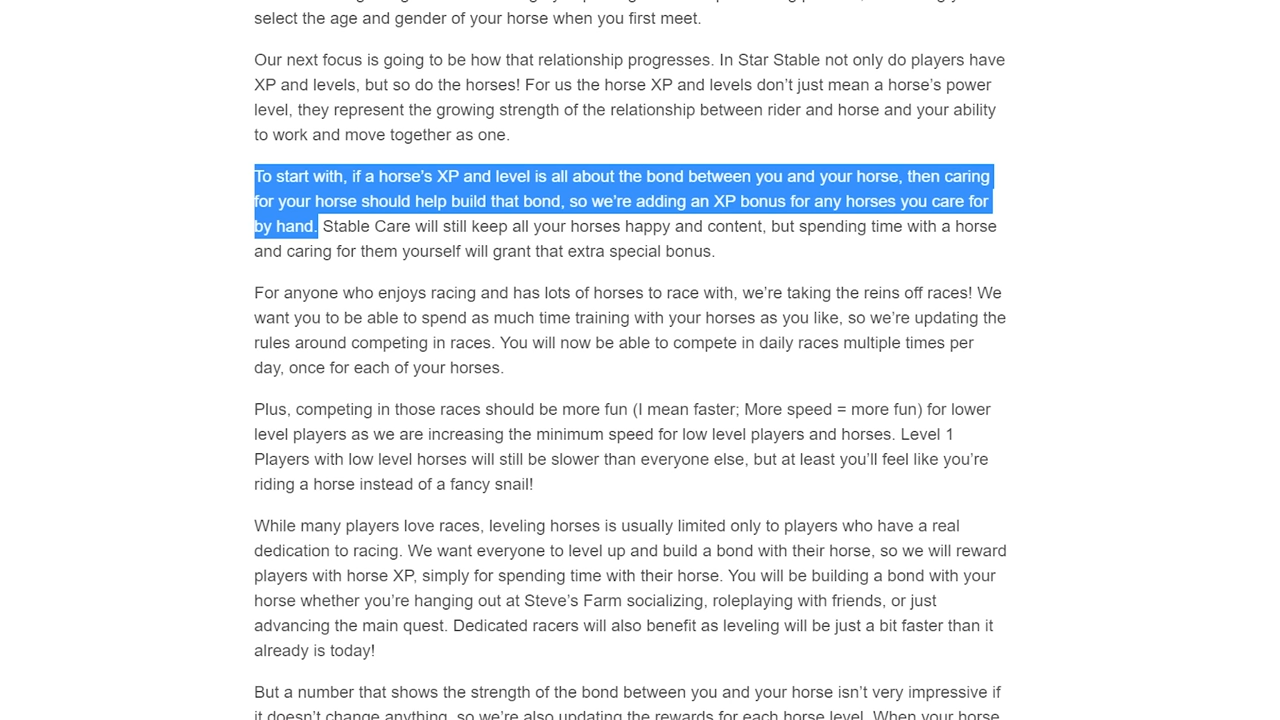 select the age and gender of your horse when you first meet.
Our next focus is going to be how that relationship progresses. In Star Stable not only do players have
XP and levels, but so do the horses! For us the horse XP and levels don’t just mean a horse’s power
level, they represent the growing strength of the relationship between rider and horse and your ability
to work and move together as one.
To start with, if a horse’s XP and level is all about the bond between you and your horse, then caring
for your horse should help build that bond, so we’re adding an XP bonus for any horses you care for
by hand. Stable Care will still keep all your horses happy and content, but spending time with a horse
and caring for them yourself will grant that extra special bonus.
For anyone who enjoys racing and has lots of horses to race with, we’re taking the reins off races! We
want you to be able to spend as much time training with your horses as you like, so we’re updating the
rules around competing in races. You will now be able to compete in daily races multiple times per
day, once for each of your horses.
Plus, competing in those races should be more fun (I mean faster; More speed = more fun) for lower
level players as we are increasing the minimum speed for low level players and horses. Level 1
Players with low level horses will still be slower than everyone else, but at least you’ll feel like you’re
riding a horse instead of a fancy snail!
While many players love races, leveling horses is usually limited only to players who have a real
dedication to racing. We want everyone to level up and build a bond with their horse, so we will reward
players with horse XP, simply for spending time with their horse. You will be building a bond with your
horse whether you’re hanging out at Steve’s Farm socializing, roleplaying with friends, or just
advancing the main quest. Dedicated racers will also benefit as leveling will be just a bit faster than it
already is today!
But a number that shows the strength of the bond between you and your horse isn’t very impressive if
it doesn’t change anything, so we’re also updating the rewards for each horse level. When your horse